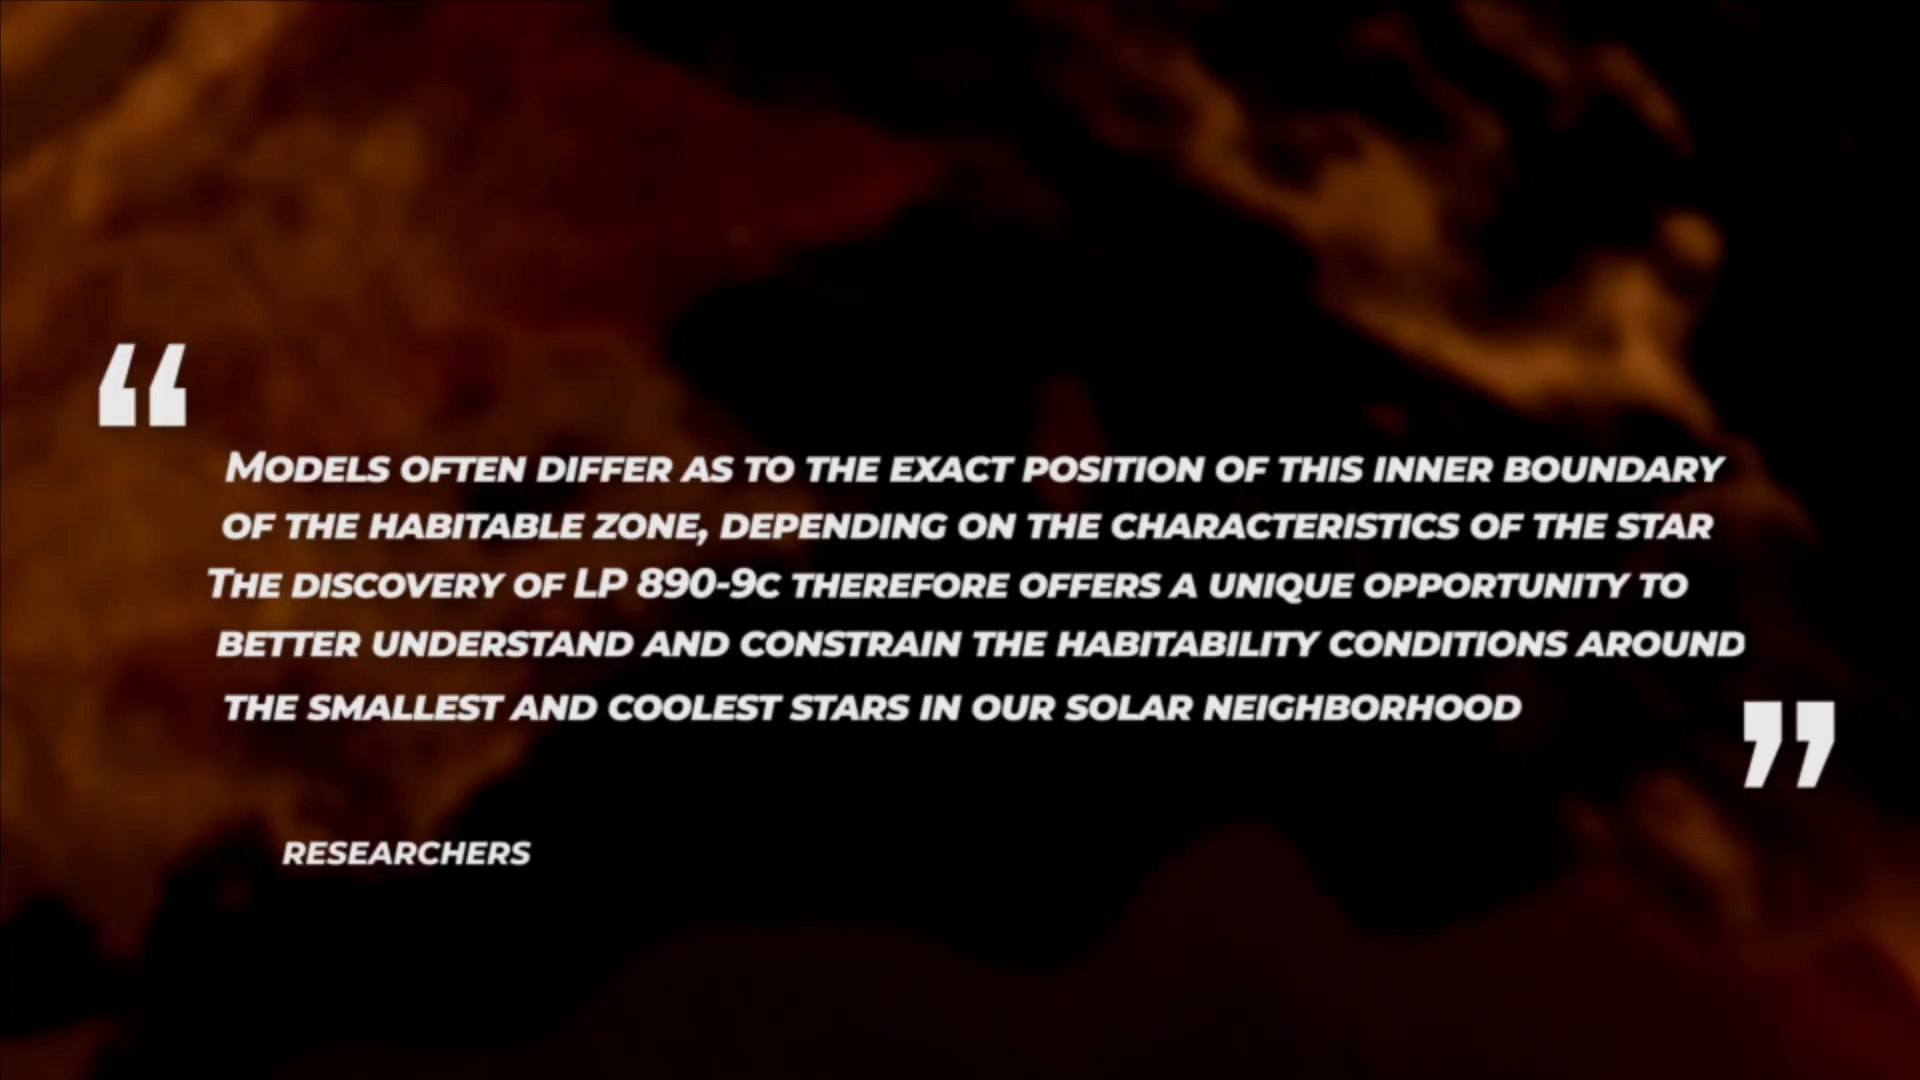 “
Models often differ as to the exact position of this inner boundary
of the habitable zone, depending on the characteristics of the star
The discovery of LP 890-9c therefore offers a unique opportunity to
better understand and constrain the habitability conditions around
the smallest and coolest stars in our solar neighborhood
”
researchers